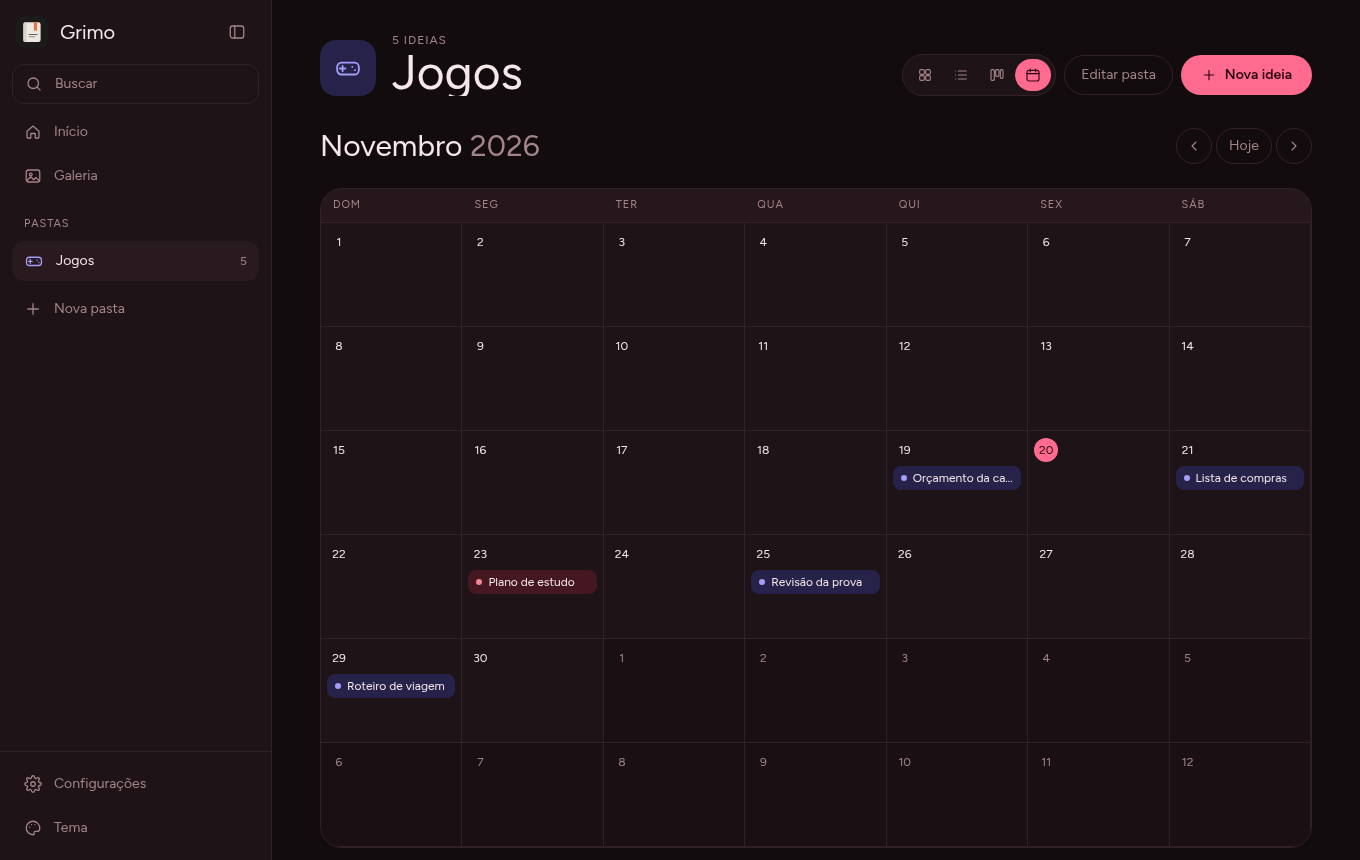 Grimo
Buscar
Início
Galeria
PASTAS
Jogos 5
Nova pasta
Configurações
Tema
5 IDEIAS
Jogos
Editar pasta
Nova ideia
Novembro 2026
Hoje
DOM SEG TER QUA QUI SEX SÁB
1 2 3 4 5 6 7
8 9 10 11 12 13 14
15 16 17 18 19 20 21
Orçamento da ca... Lista de compras
22 23 24 25 26 27 28
Plano de estudo Revisão da prova
29 30 1 2 3 4 5
Roteiro de viagem
6 7 8 9 10 11 12